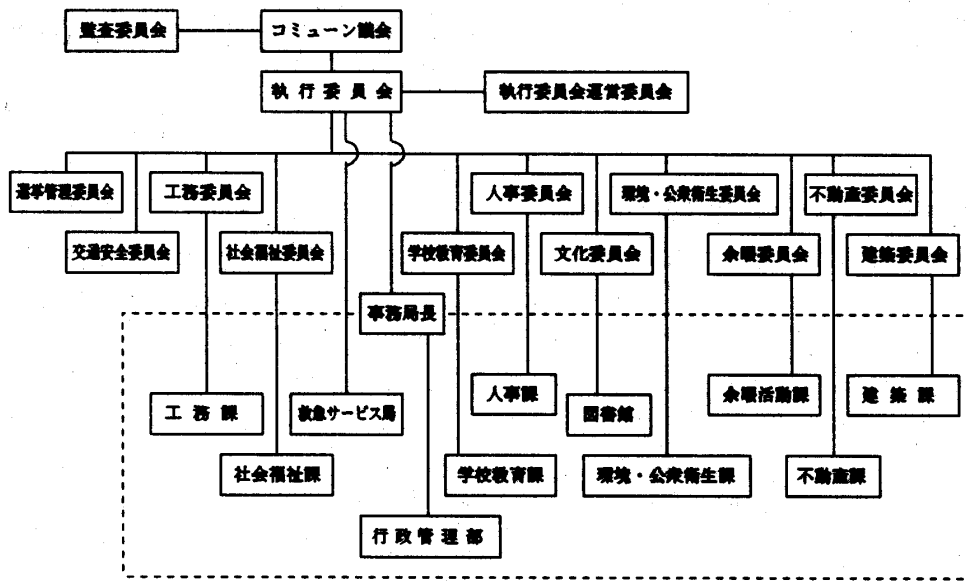 監査委員会
コミューン議会
執行委員会
執行委員会運営委員会
選挙管理委員会
工務委員会
人事委員会
環境・公衆衛生委員会
不動産委員会
交通安全委員会
社会福祉委員会
学校教育委員会
文化委員会
余暇委員会
建築委員会
事務局長
工務課
救急サービス局
人事課
図書館
余暇活動課
建築課
社会福祉課
学校教育課
環境・公衆衛生課
不動産課
行政管理部